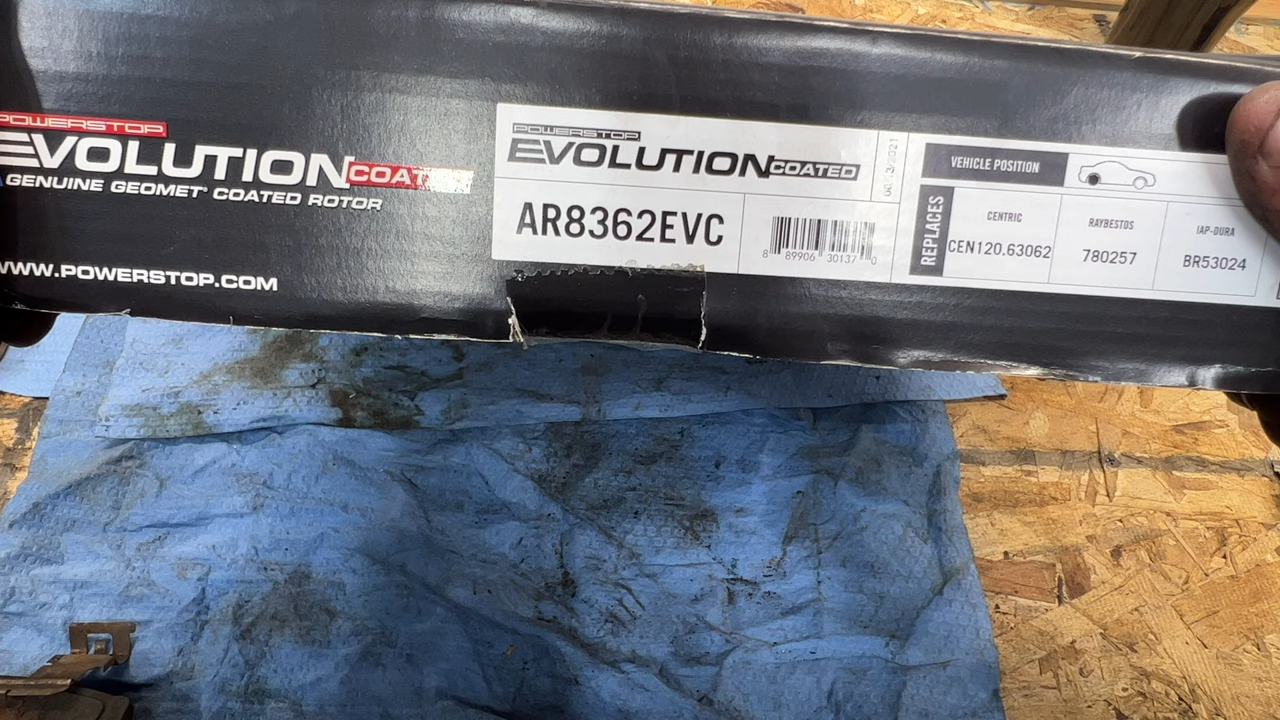 POWERSTOP
EVOLUTION
GENUINE GEOMET® COATED ROTOR
WWW.POWERSTOP.COM
POWERSTOP
EVOLUTION COATED
AR8362EVC
8 89906 30137 0
VEHICLE POSITION
REPLACES
CENTRIC
CEN120.63062
RAYBESTOS
780257
IAP-DURA
BR53024